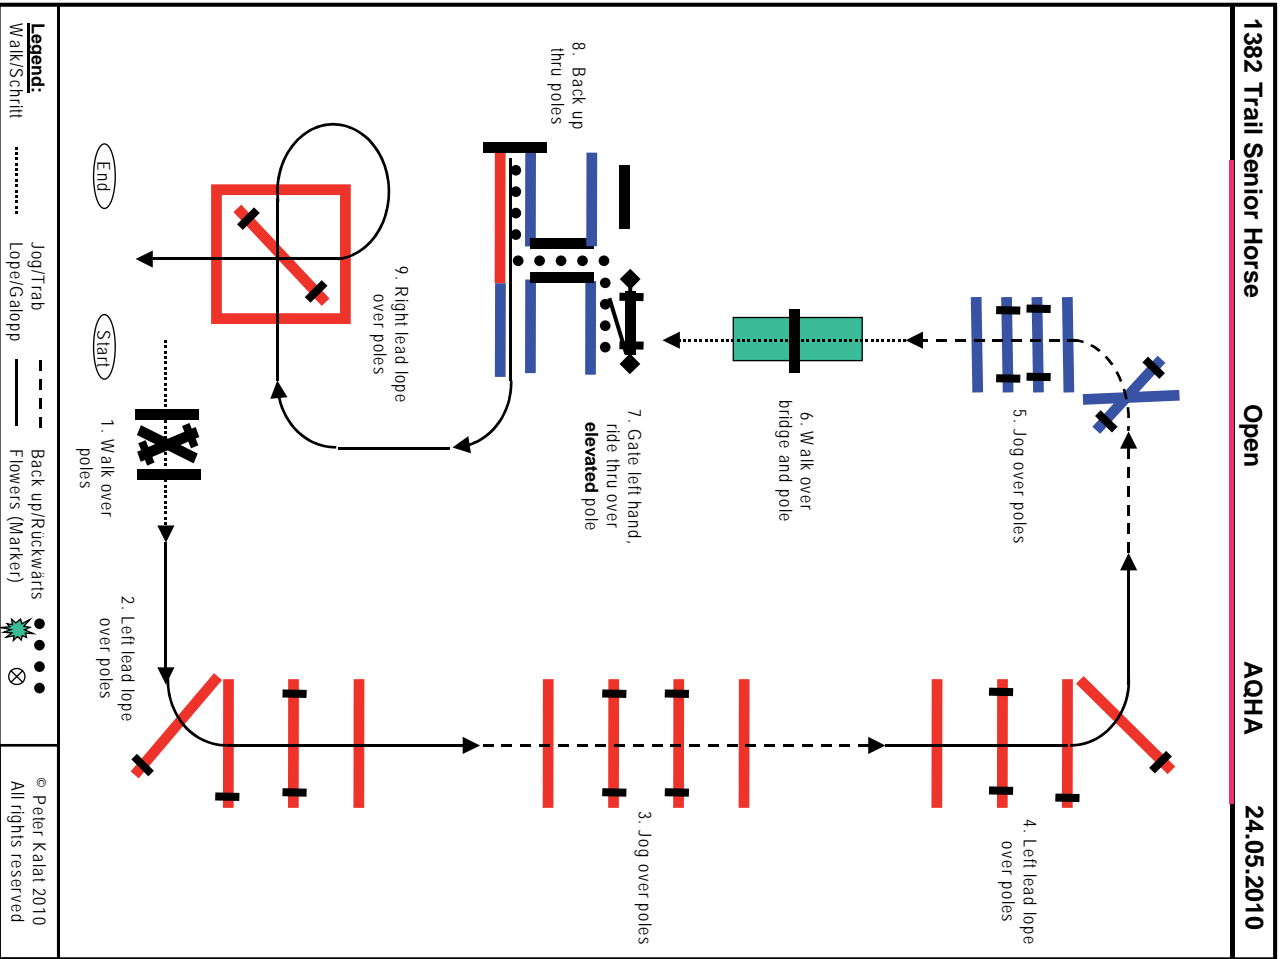 1382 Trail Senior Horse Open AQHA 24.05.2010
8. Back up
thru poles
9. Right lead lope
over poles
End
Start
1. Walk over
poles
7. Gate left hand,
ride thru over
elevated pole
6. Walk over
bridge and pole
5. Jog over poles
2. Left lead lope
over poles
3. Jog over poles
4. Left lead lope
over poles
Legend:
Walk/Schritt
Jog/Trab
Lope/Galopp
Back up/Rückwärts
Flowers (Marker)
© Peter Kalat 2010
All rights reserved